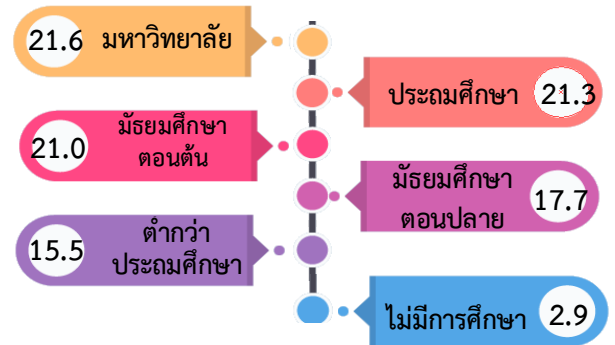 21.6 มหาวิทยาลัย
ประถมศึกษา 21.3
มัธยมศึกษา
ตอนต้น
21.0
มัธยมศึกษา
ตอนปลาย
17.7
ต่ำกว่า
ประถมศึกษา
15.5
ไม่มีการศึกษา 2.9